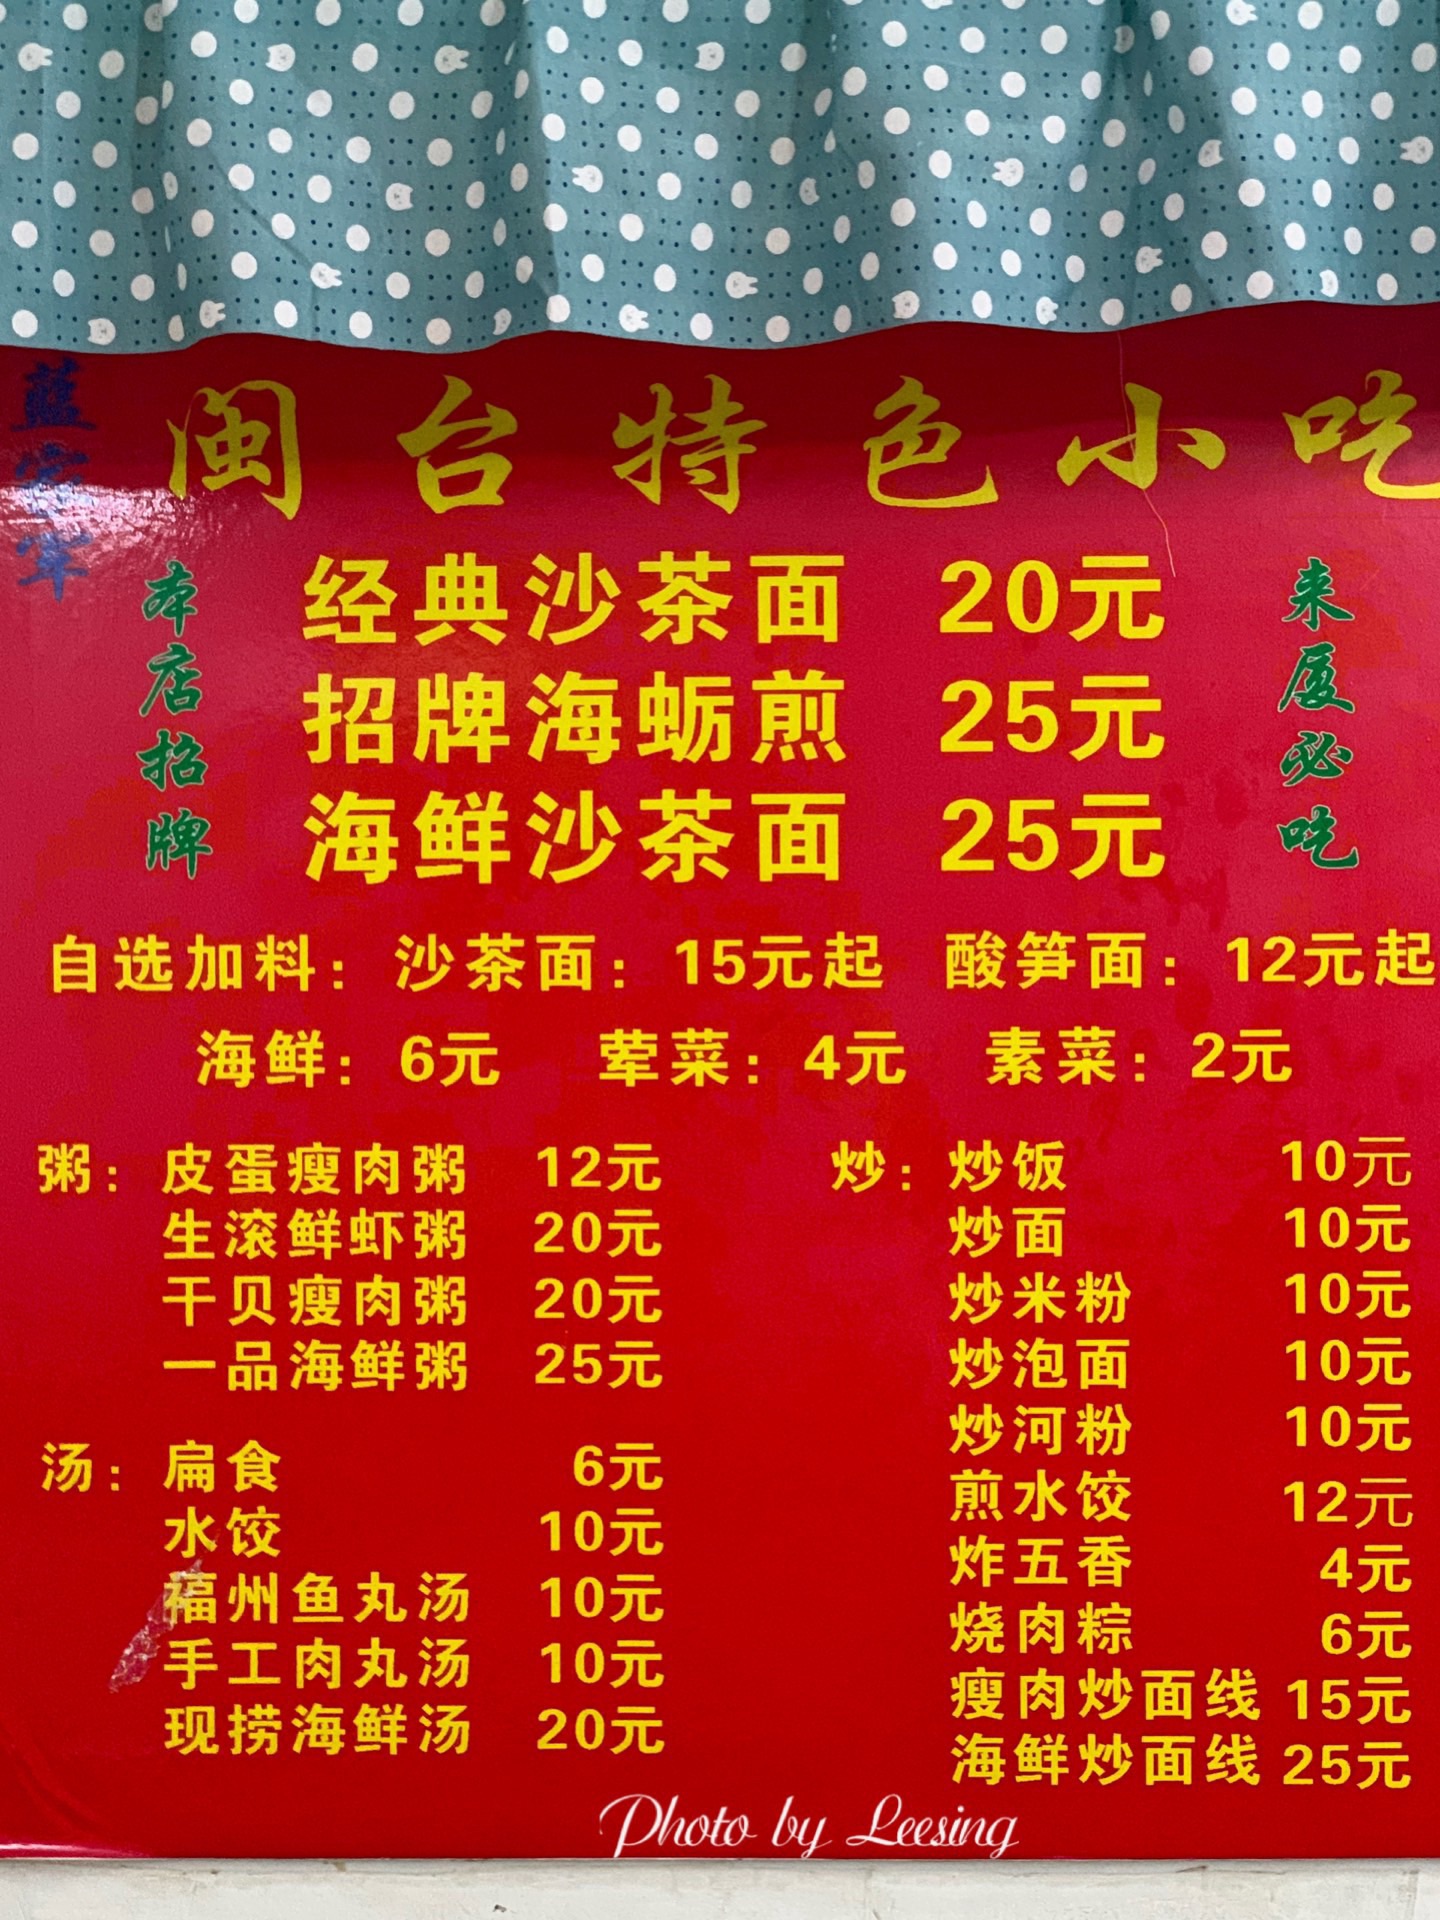 闽台特色小吃
本店招牌
经典沙茶面 20元
招牌海蛎煎 25元
海鲜沙茶面 25元
来厦必吃
自选加料：沙茶面：15元起 酸笋面：12元起
海鲜：6元 荤菜：4元 素菜：2元
粥：皮蛋瘦肉粥 12元
生滚鲜虾粥 20元
干贝瘦肉粥 20元
一品海鲜粥 25元
汤：扁食 6元
水饺 10元
福州鱼丸汤 10元
手工肉丸汤 10元
现捞海鲜汤 20元
炒：炒饭 10元
炒面 10元
炒米粉 10元
炒泡面 10元
炒河粉 10元
煎水饺 12元
炸五香 4元
烧肉粽 6元
瘦肉炒面线 15元
海鲜炒面线 25元
Photo by Leesing